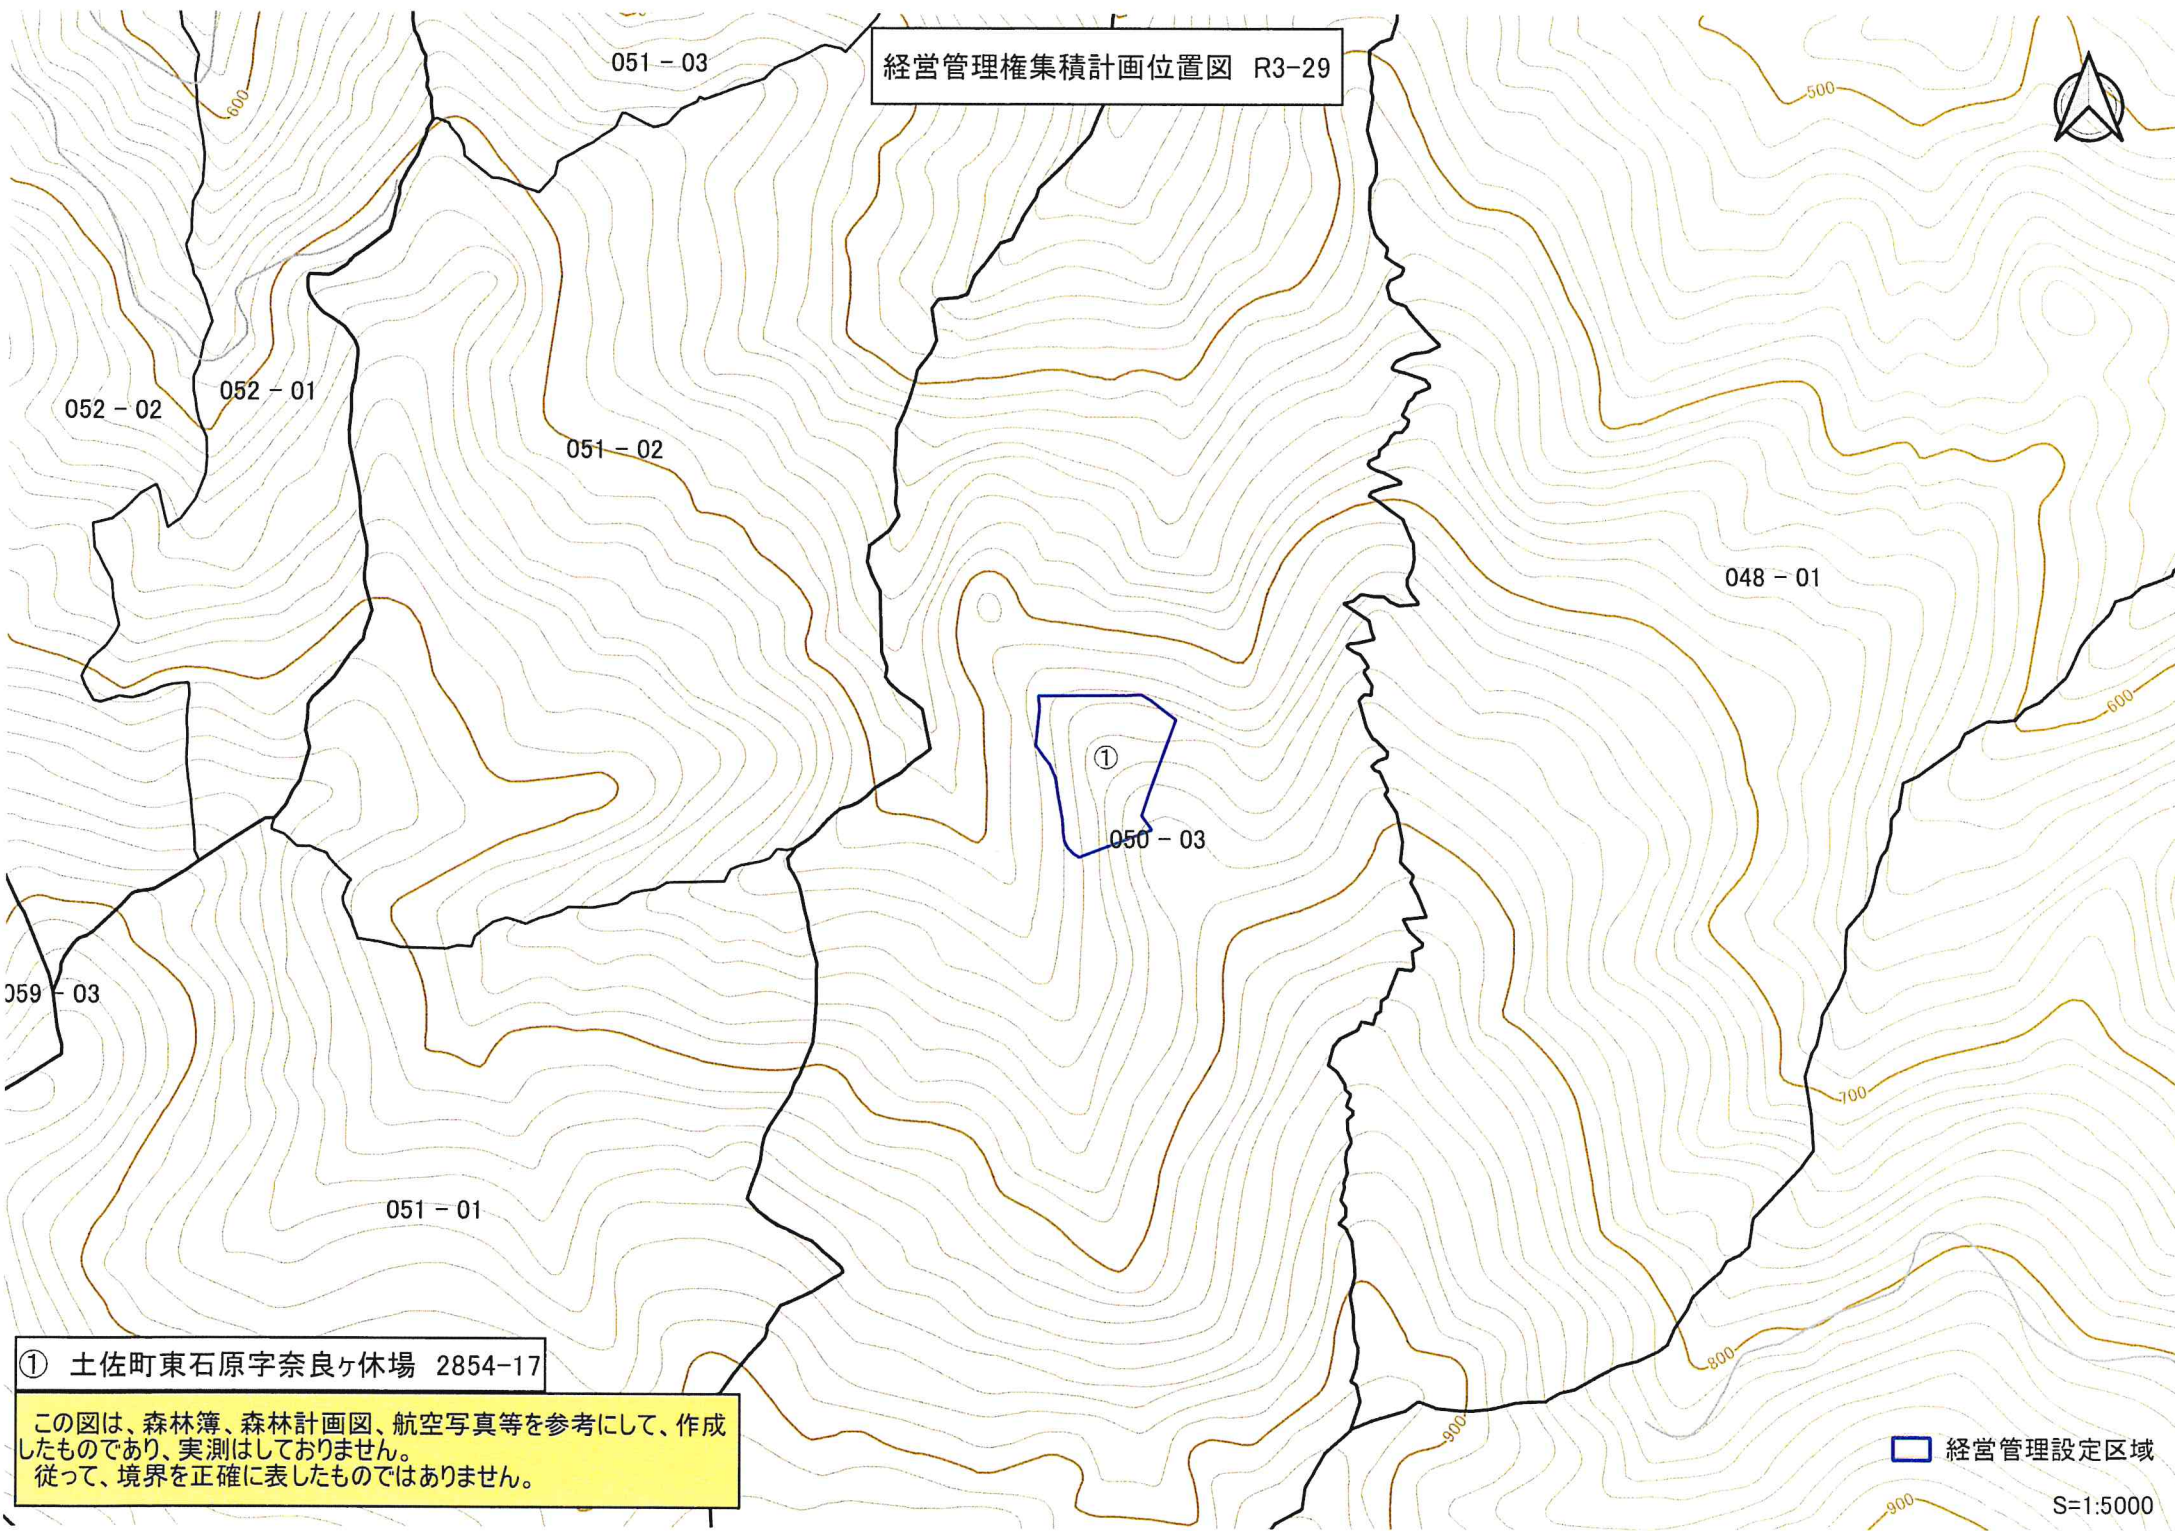 経営管理権集積計画位置図 R3-29
051-03
500
600
052-01
052-02
051-02
048-01
600
①
050-03
059-03
700
051-01
800
900
900
① 土佐町東石原字奈良ヶ休場 2854-17
この図は、森林簿、森林計画図、航空写真等を参考にして、作成
したものであり、実測はしておりません。
従って、境界を正確に表したものではありません。
経営管理設定区域
S=1:5000